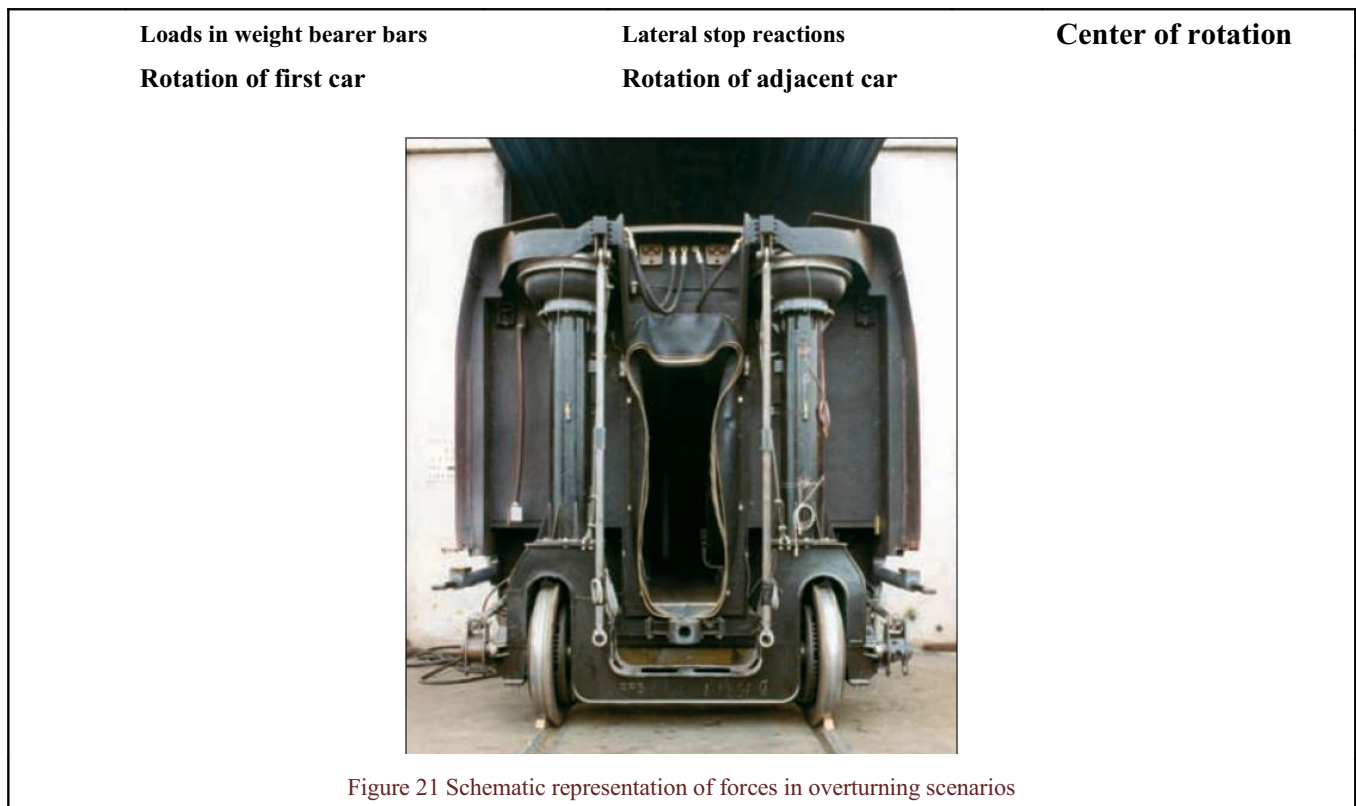 Loads in weight bearer bars Lateral stop reactions Center of rotation
Rotation of first car Rotation of adjacent car
Figure 21 Schematic representation of forces in overturning scenarios